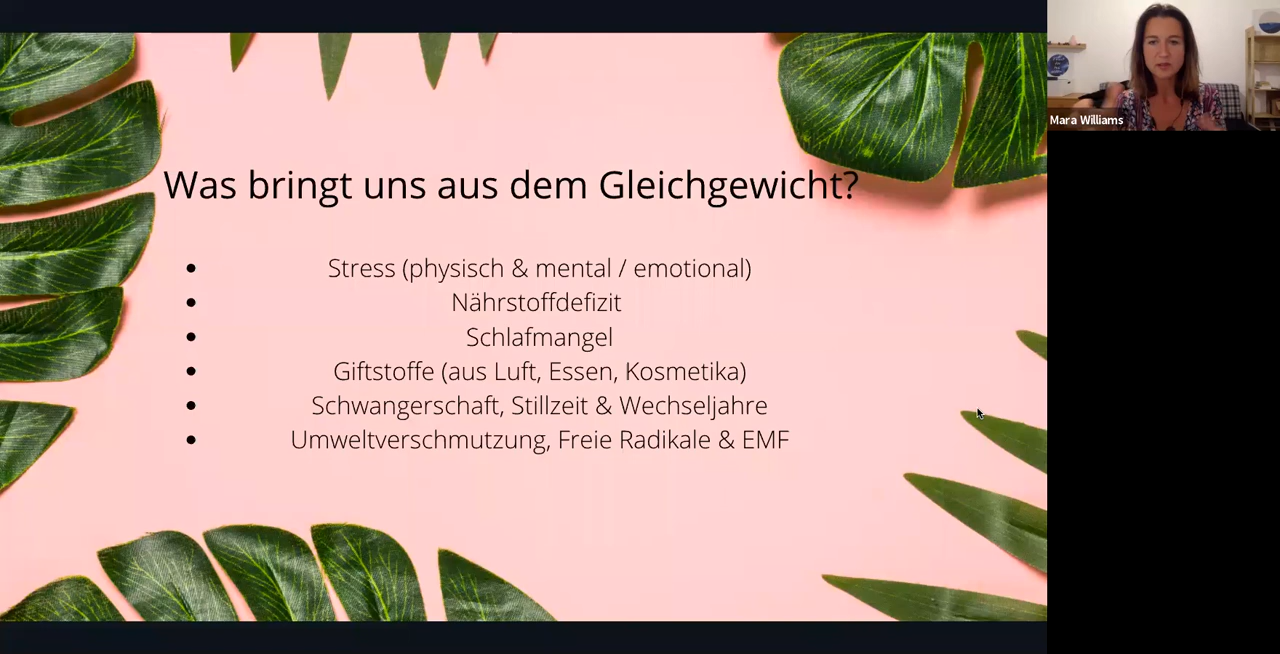 Was bringt uns aus dem Gleichgewicht?
Stress (physisch & mental / emotional)
Nährstoffdefizit
Schlafmangel
Giftstoffe (aus Luft, Essen, Kosmetika)
Schwangerschaft, Stillzeit & Wechseljahre
Umweltverschmutzung, Freie Radikale & EMF
Mara Williams